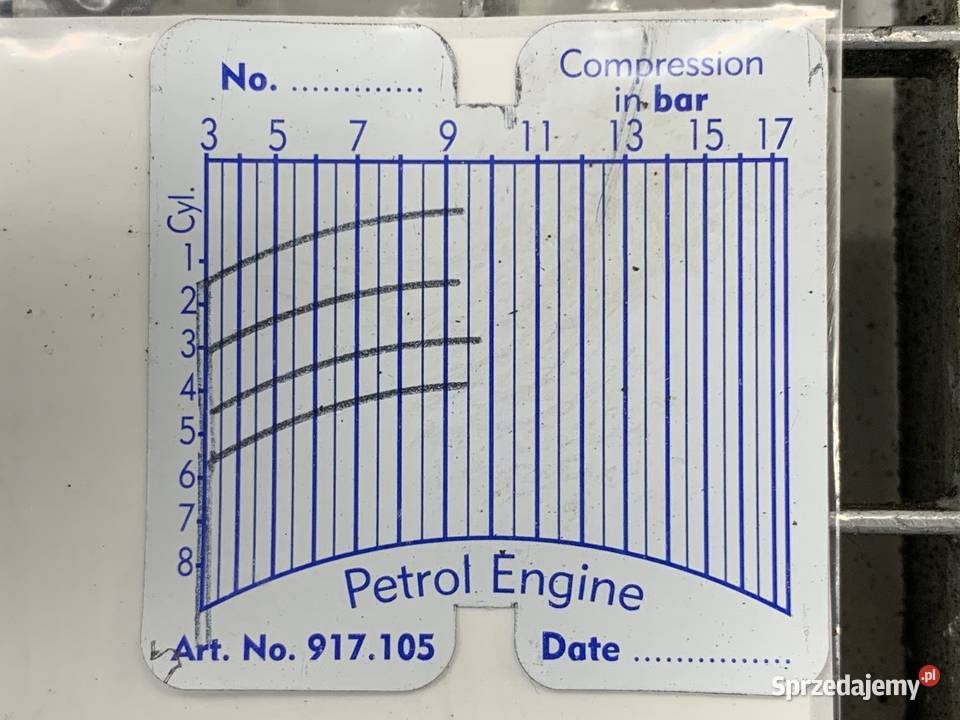 No. ..............
Compression
in bar
3 5 7 9 11 13 15 17
Cyl.
1
2
3
4
5
6
7
8
Petrol Engine
Art. No. 917.105
Date ................
Sprzedajemy.pl